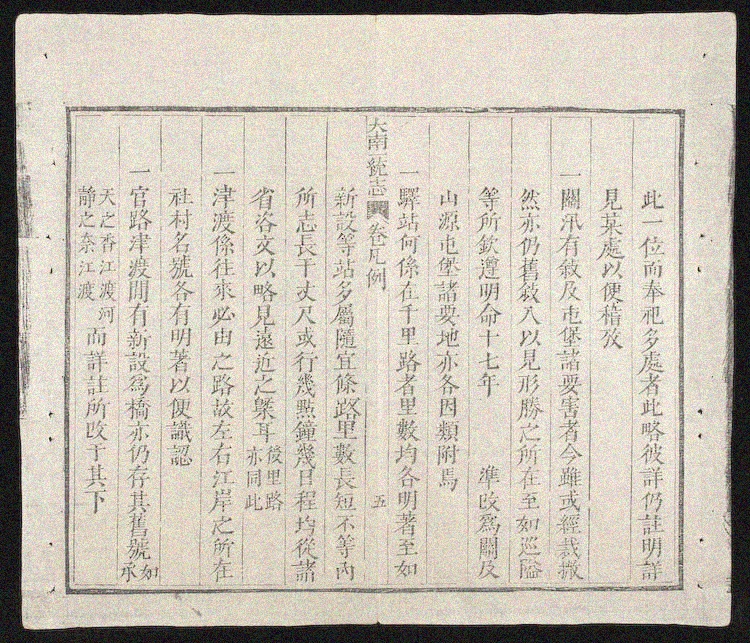 此一位而奉祀多處者此略彼詳仍註明詳
見某處以便稽攷
一關汛有敘及屯堡諸要害者今雖或經裁撤
然亦仍舊敘入以見形勝之所在至如巡隘
等所欽遵明命十七年 準改爲關及
山源屯堡諸要地亦各因類附焉
一驛站何係在千里路者里數均各明著至如
大南一統志 卷凡例 五
新設等站多屬隨宜條路里數長短不等內
所志長干丈尺或行幾點鐘幾日程均從諸
省洛文以略見遠近之槩耳後里路亦同此
一津渡係往來必由之路故左右江岸之所在
社村名號各有明著以便識認
一官路津渡間有新設爲橋亦仍存其舊號如承
天之香江渡河靜之奈江渡而詳註所改于其下